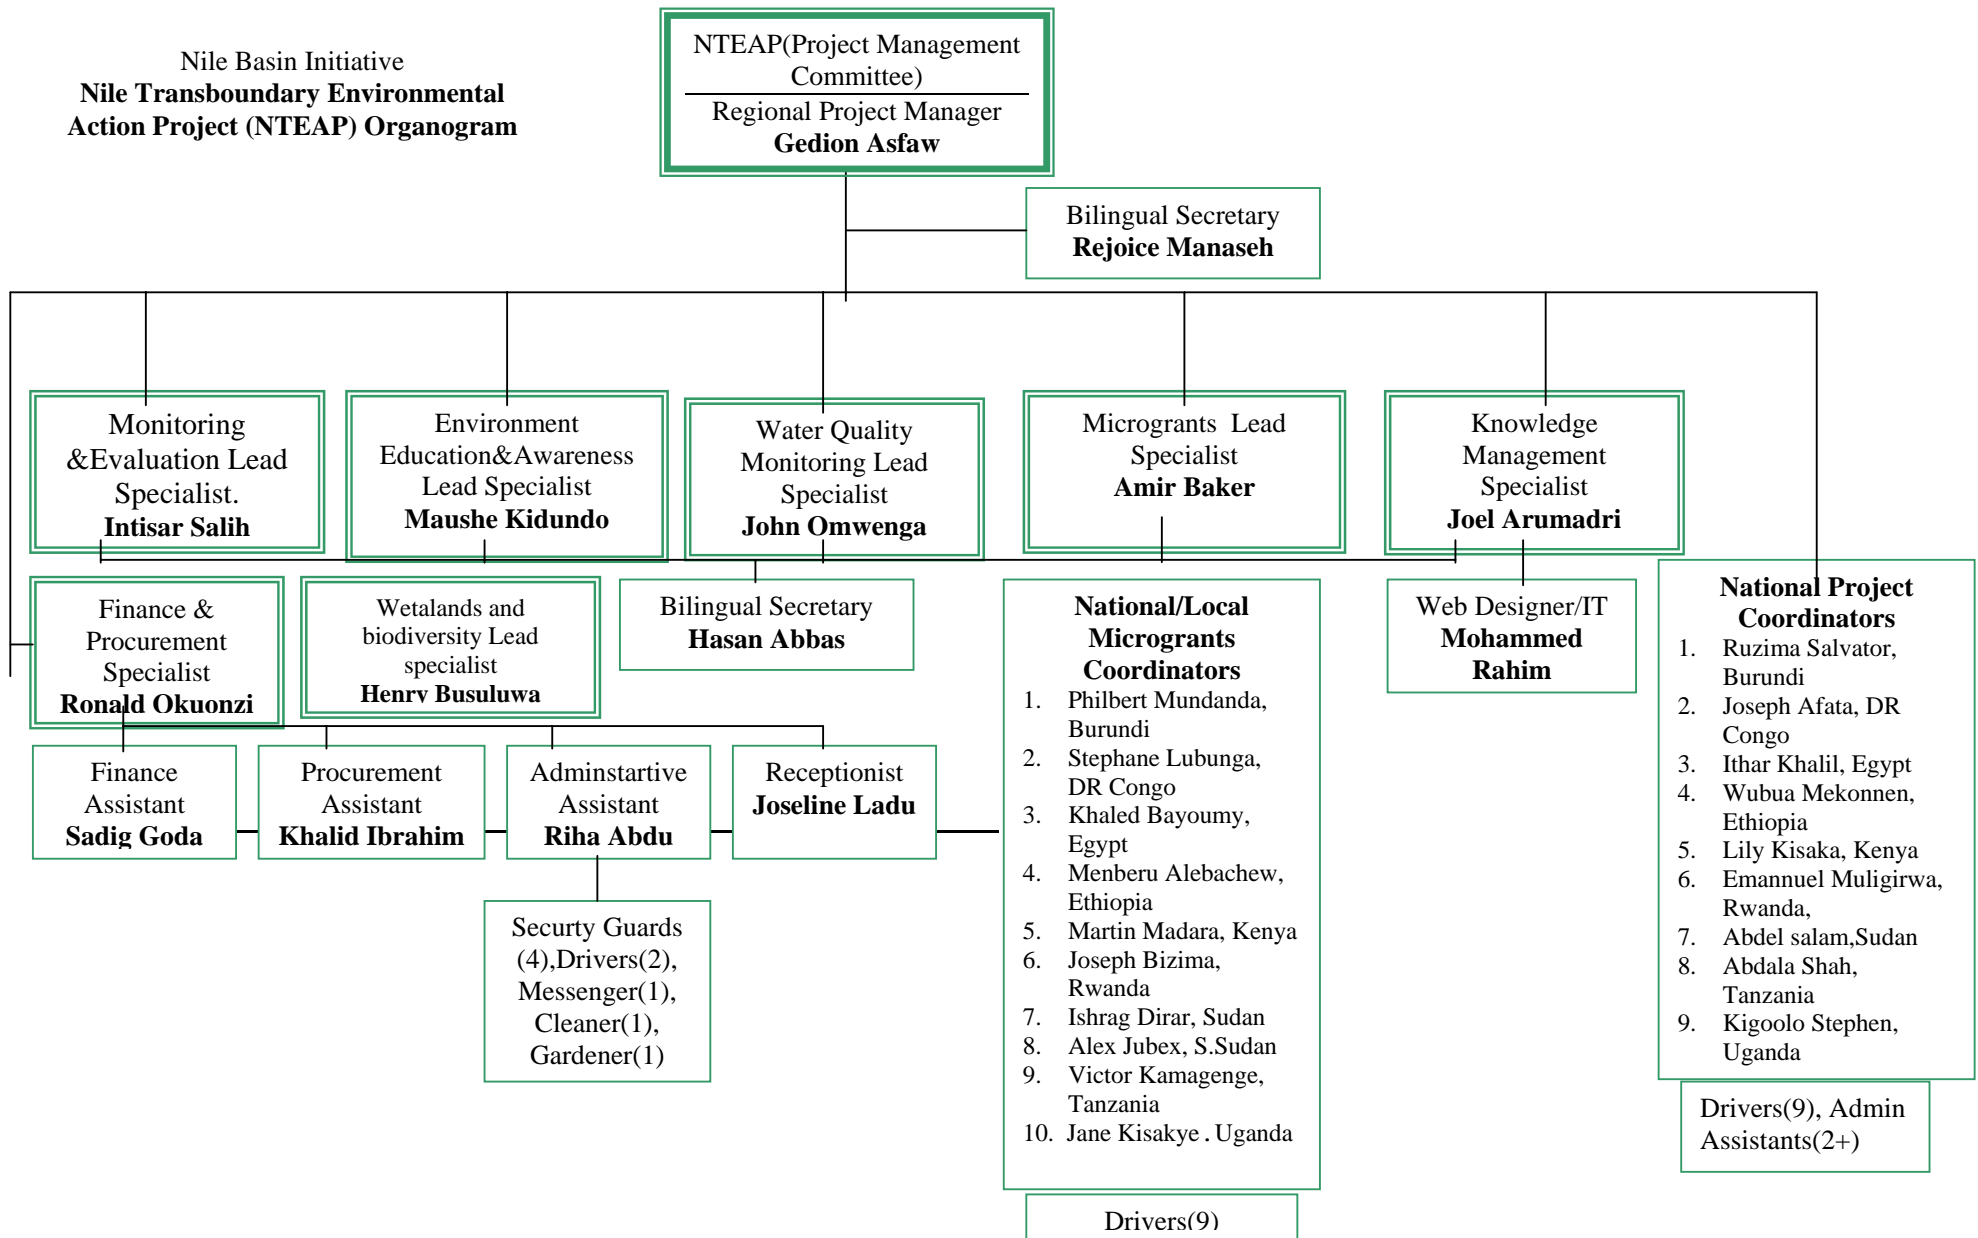 Nile Basin Initiative
Nile Transboundary Environmental
Action Project (NTEAP) Organogram
NTEAP(Project Management
Committee)
Regional Project Manager
Gedion Asfaw
Bilingual Secretary
Rejoice Manaseh
Monitoring
&Evaluation Lead
Specialist.
Intisar Salih
Environment
Education&Awareness
Lead Specialist
Maushe Kidundo
Water Quality
Monitoring Lead
Specialist
John Omwenga
Microgrants  Lead
Specialist
Amir Baker
Knowledge
Management
Specialist
Joel Arumadri
Finance &
Procurement
Specialist
Ronald Okuonzi
Wetalands and
biodiversity Lead
specialist
Henry Busuluwa
Bilingual Secretary
Hasan Abbas
National/Local
Microgrants
Coordinators
1. Philbert Mundanda,
Burundi
2. Stephane Lubunga,
DR Congo
3. Khaled Bayoumy,
Egypt
4. Menberu Alebachew,
Ethiopia
5. Martin Madara, Kenya
6. Joseph Bizima,
Rwanda
7. Ishrag Dirar, Sudan
8. Alex Jubex, S.Sudan
9. Victor Kamagenge,
Tanzania
10. Jane Kisakye . Uganda
Drivers(9)
Web Designer/IT
Mohammed
Rahim
National Project
Coordinators
1. Ruzima Salvator,
Burundi
2. Joseph Afata, DR
Congo
3. Ithar Khalil, Egypt
4. Wubua Mekonnen,
Ethiopia
5. Lily Kisaka, Kenya
6. Emannuel Muligirwa,
Rwanda,
7. Abdel salam,Sudan
8. Abdala Shah,
Tanzania
9. Kigoolo Stephen,
Uganda
Drivers(9), Admin
Assistants(2+)
Finance
Assistant
Sadig Goda
Procurement
Assistant
Khalid Ibrahim
Adminstartive
Assistant
Riha Abdu
Receptionist
Joseline Ladu
Securty Guards
(4),Drivers(2),
Messenger(1),
Cleaner(1),
Gardener(1)